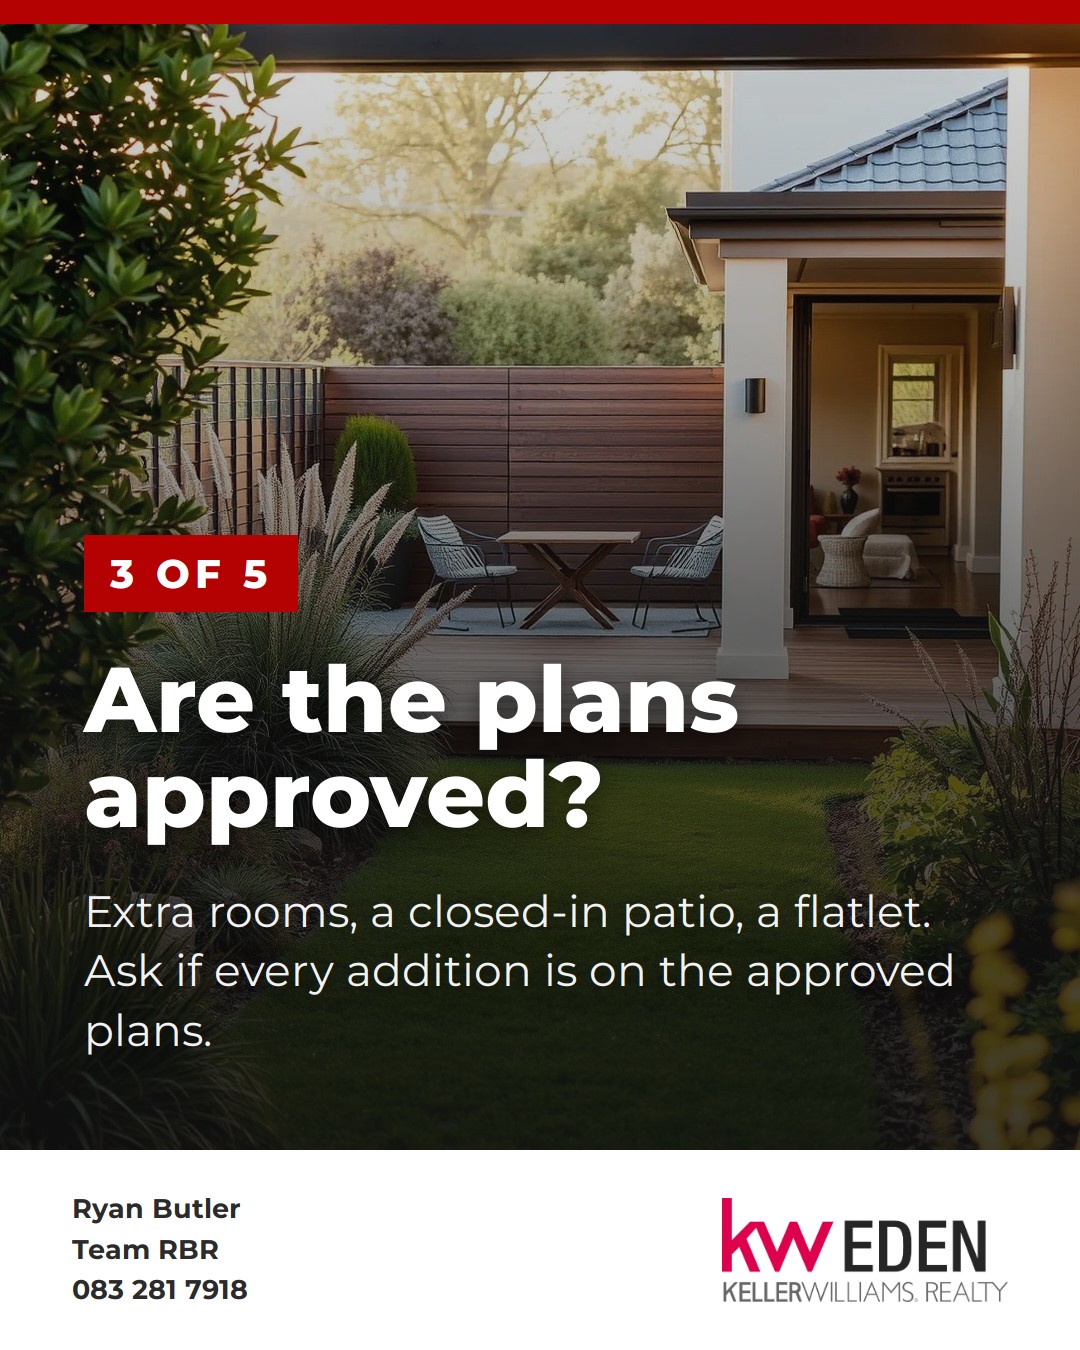 3 OF 5
Are the plans
approved?
Extra rooms, a closed-in patio, a flatlet.
Ask if every addition is on the approved
plans.
Ryan Butler
Team RBR
083 281 7918
kw EDEN
KELLERWILLIAMS. REALTY